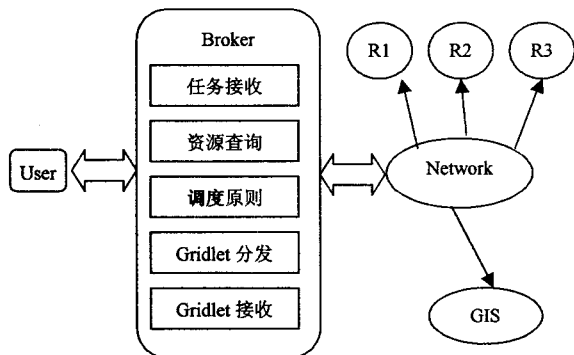 Broker
任务接收
资源查询
调度原则
Gridlet 分发
Gridlet 接收
User
R1
R2
R3
Network
GIS